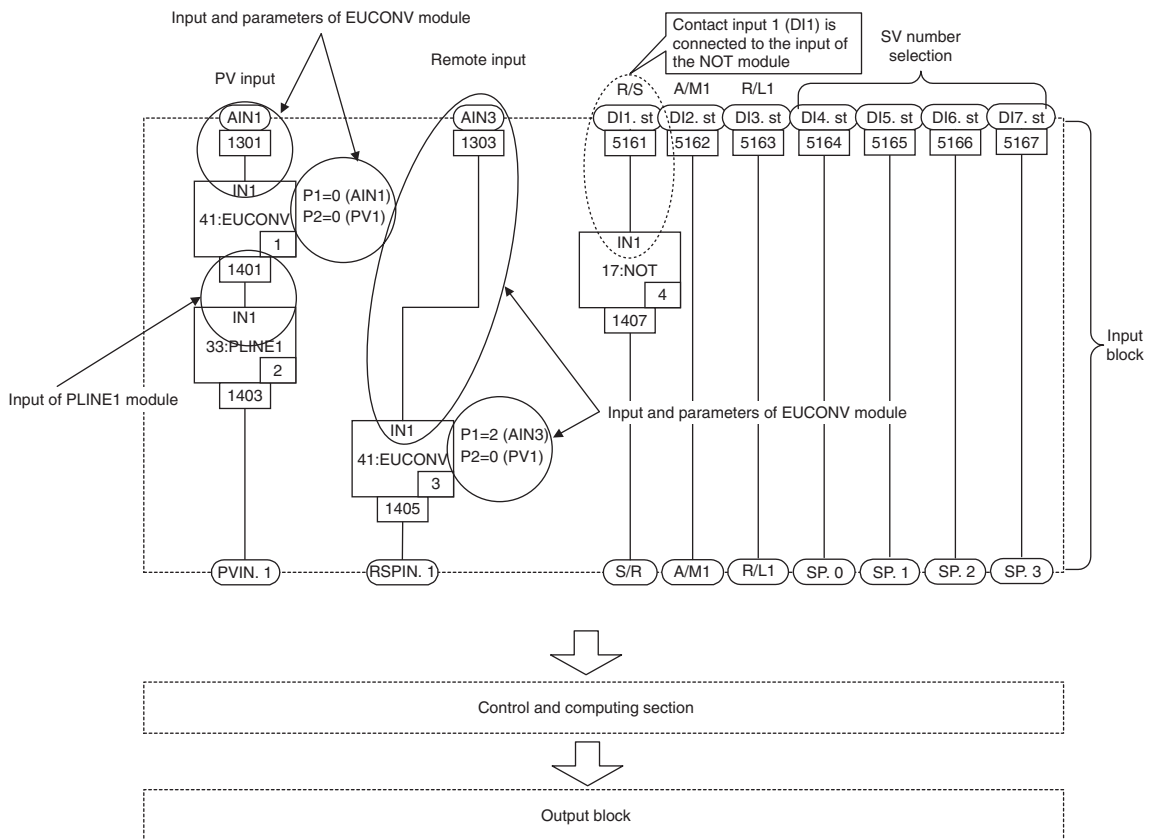 Input and parameters of EUCONV module
Contact input 1 (DI1) is
connected to the input of
the NOT module
SV number
selection
PV input
Remote input
R/S
A/M1
R/L1
AIN1
AIN3
DI1. st
DI2. st
DI3. st
DI4. st
DI5. st
DI6. st
DI7. st
1301
1303
5161
5162
5163
5164
5165
5166
5167
IN1
41:EUCONV
1
P1=0 (AIN1)
P2=0 (PV1)
1401
IN1
17:NOT
4
1407
IN1
33:PLINE1
2
1403
Input
block
Input of PLINE1 module
Input and parameters of EUCONV module
IN1
41:EUCONV
3
P1=2 (AIN3)
P2=0 (PV1)
1405
PVIN. 1
RSPIN. 1
S/R
A/M1
R/L1
SP. 0
SP. 1
SP. 2
SP. 3
Control and computing section
Output block